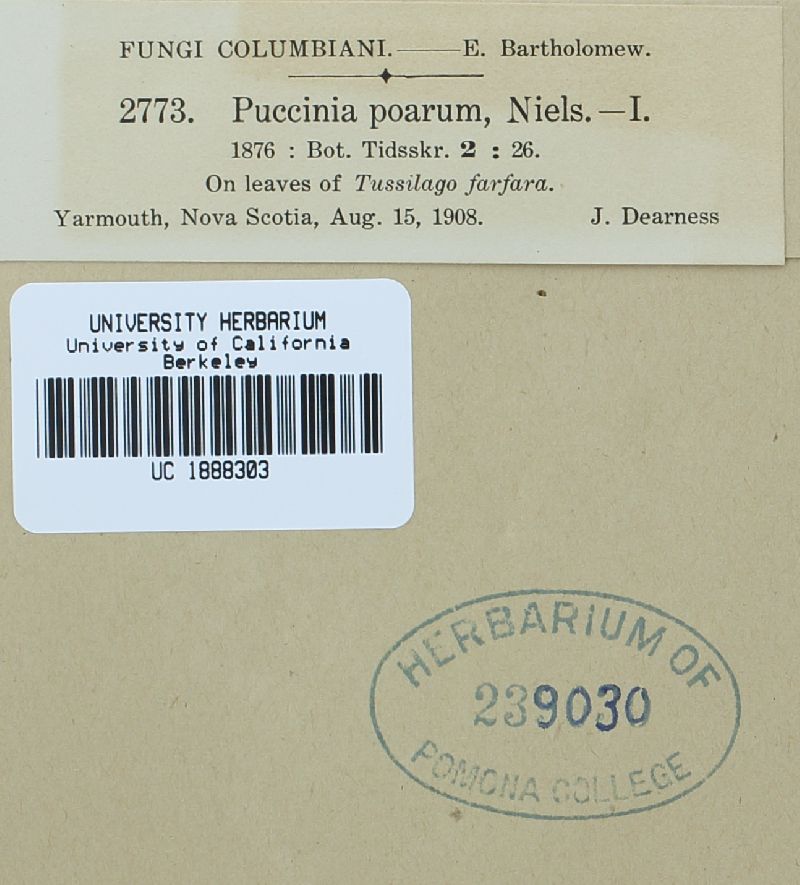 FUNGI COLUMBIANI.——E. Bartholomew.
2773. Puccinia poarum, Niels.—I.
1876 : Bot. Tidsskr. 2 : 26.
On leaves of Tussilago farfara.
Yarmouth, Nova Scotia, Aug. 15, 1908. J. Dearness
UNIVERSITY HERBARIUM
University of California
Berkeley
UC 1888303
HERBARIUM OF
239030
POMONA COLLEGE